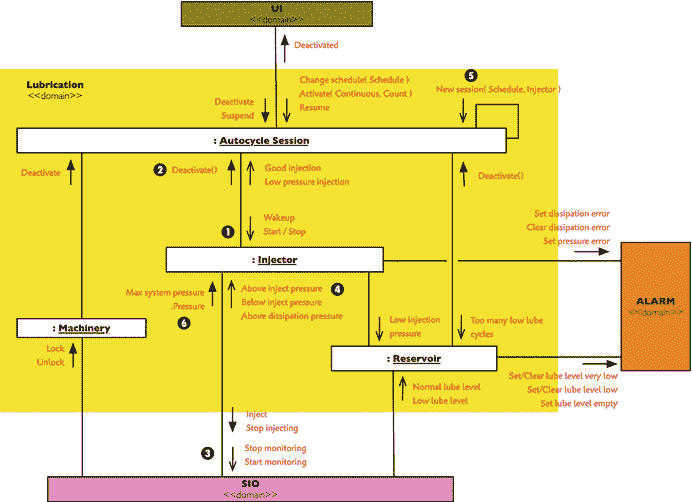 UI
<<domain>>
Deactivated
Lubrication
<<domain>>
Change schedule( Schedule )
Activate( Continuous, Count )
Resume
Deactivate
Suspend
5
New session( Schedule, Injector )
: Autocycle Session
Deactivate
2
Deactivate()
Good injection
Low pressure injection
Deactivate()
1
Wakeup
Start / Stop
Set dissipation error
Clear dissipation error
Set pressure error
: Injector
Max system pressure
.Pressure
6
Above inject pressure
Below inject pressure
Above dissipation pressure
4
ALARM
<<domain>>
: Machinery
Low injection
pressure
Too many low lube
cycles
Lock
Unlock
: Reservoir
Normal lube level
Low lube level
Set/Clear lube level very low
Set/Clear lube level low
Set lube level empty
Inject
Stop injecting
3
Stop monitoring
Start monitoring
SIO
<<domain>>